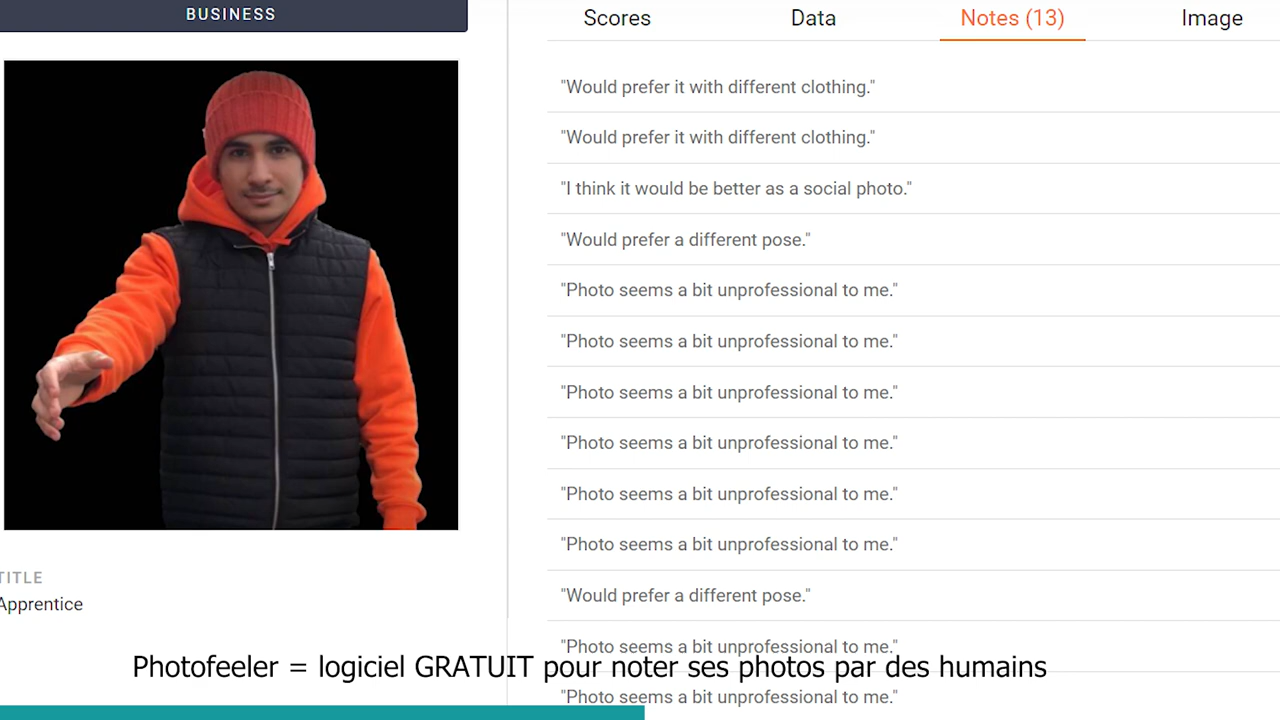 BUSINESS
Scores
Data
Notes (13)
Image
"Would prefer it with different clothing."
"Would prefer it with different clothing."
"I think it would be better as a social photo."
"Would prefer a different pose."
"Photo seems a bit unprofessional to me."
"Photo seems a bit unprofessional to me."
"Photo seems a bit unprofessional to me."
"Photo seems a bit unprofessional to me."
"Photo seems a bit unprofessional to me."
"Photo seems a bit unprofessional to me."
"Would prefer a different pose."
"Photo seems a bit unprofessional to me."
"Photo seems a bit unprofessional to me."
TITLE
Apprentice
Photofeeler = logiciel GRATUIT pour noter ses photos par des humains